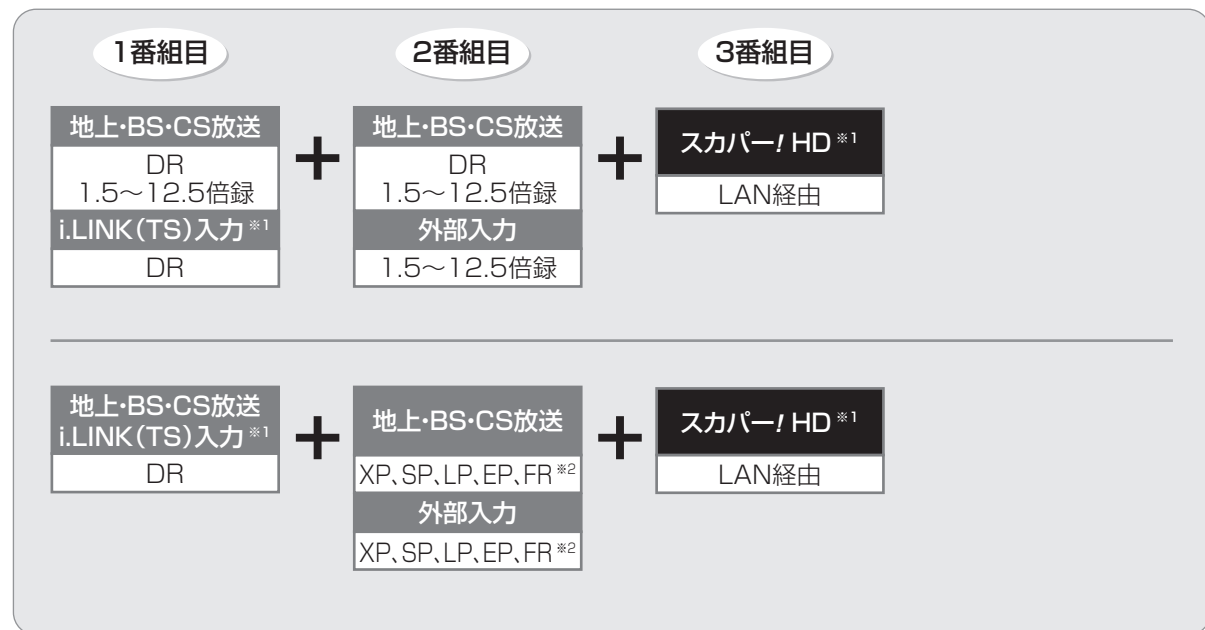 1番組目
2番組目
3番組目
地上・BS・CS放送
DR
1.5～12.5倍録
i.LINK（TS）入力※1
DR
＋
地上・BS・CS放送
DR
1.5～12.5倍録
外部入力
1.5～12.5倍録
＋
スカパー! HD※1
LAN経由
地上・BS・CS放送
i.LINK（TS）入力※1
DR
＋
地上・BS・CS放送
XP、SP、LP、EP、FR※2
外部入力
XP、SP、LP、EP、FR※2
＋
スカパー! HD※1
LAN経由